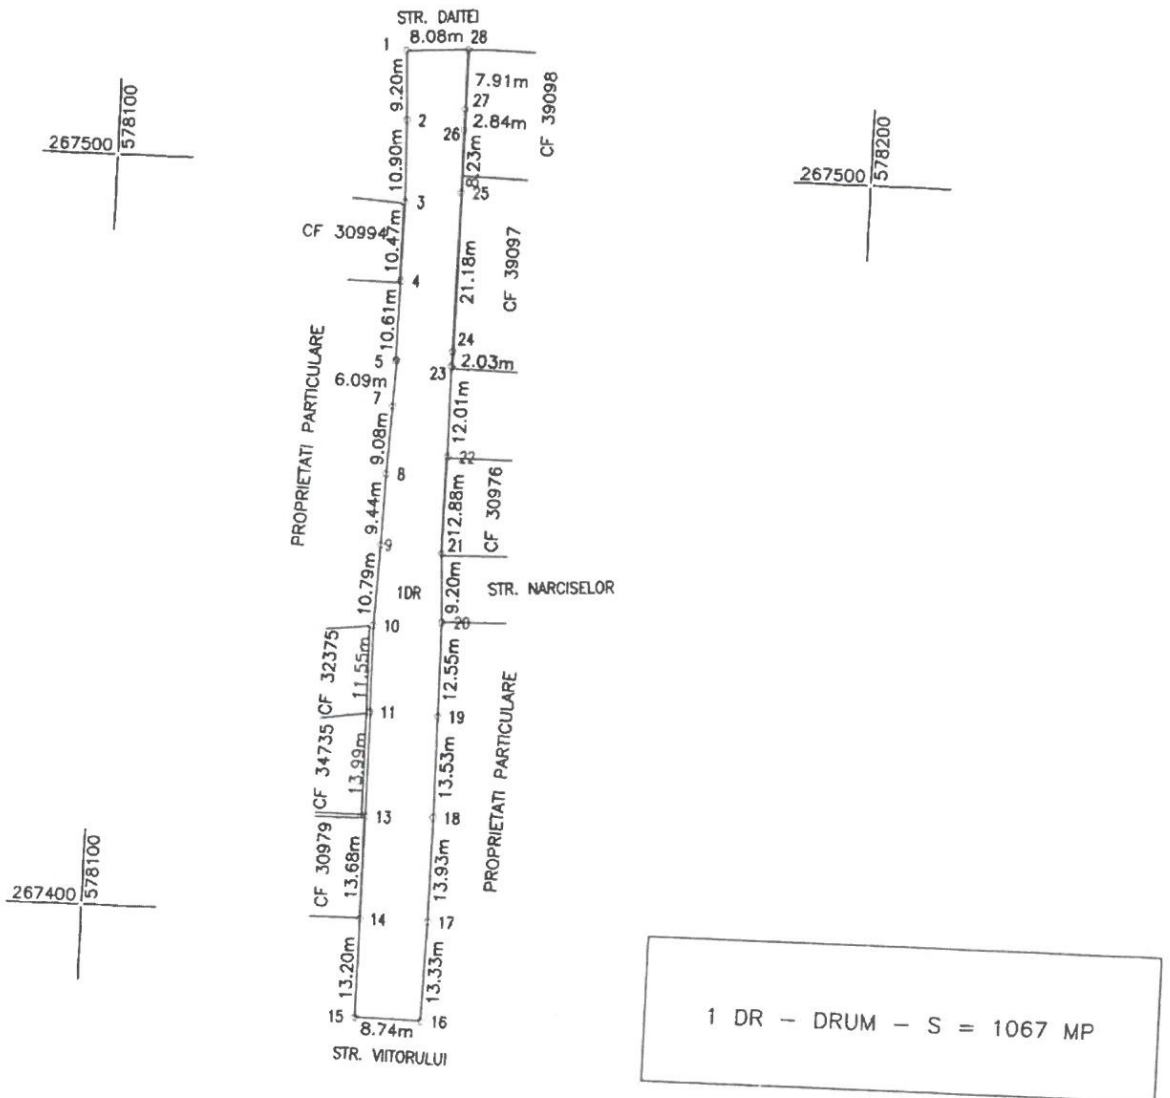 STR. DAITEI
1 8.08m 28
9.20m
7.91m
27
2
26 2.84m
CF 39098
10.90m
8.23m
25
3
267500 578100
267500 578200
CF 30994
10.47m
4
21.18m
CF 39097
10.61m
24
5
23 2.03m
6.09m
7
PROPRIETATI PARTICULARE
12.01m
9.08m
22
8
12.88m
CF 30976
9.44m
9
21
10.79m
1DR
9.20m
STR. NARCISELOR
10
20
CF 32375
11.55m
12.55m
11
19
CF 34735
13.99m
13.53m
PROPRIETATI PARTICULARE
13
18
CF 30979
13.68m
13.93m
267400 578100
14
17
13.20m
13.33m
15
8.74m
16
STR. VIITORULUI
1 DR - DRUM - S = 1067 MP